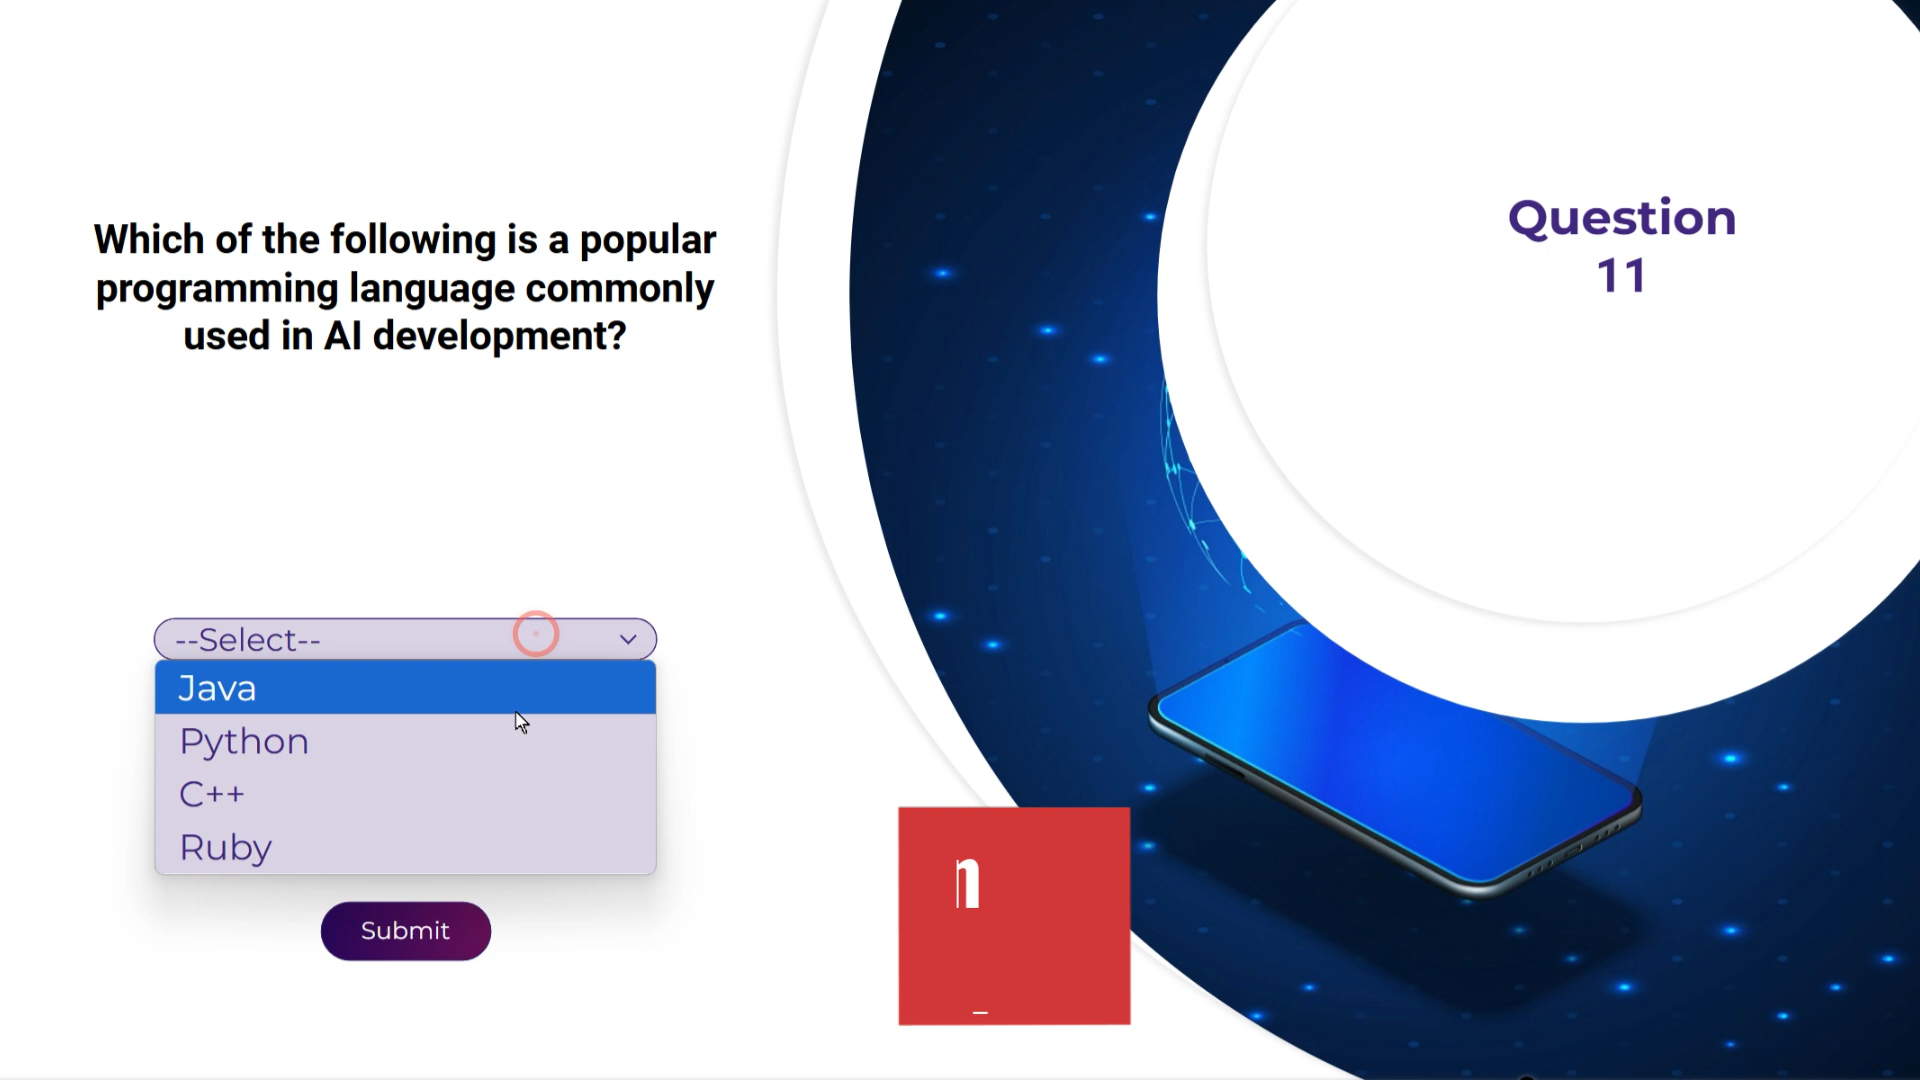 Which of the following is a popular
programming language commonly
used in AI development?
Question
11
--Select--
Java
Python
C++
Ruby
Submit
n